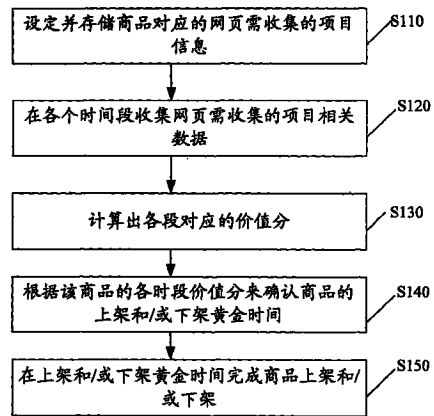 设定并存储商品对应的网页需收集的项目
信息
S110
在各个时间段收集网页需收集的项目相关
数据
S120
计算出各段对应的价值分
S130
根据该商品的各时段价值分来确认商品的
上架和/或下架黄金时间
S140
在上架和/或下架黄金时间完成商品上架和/
或下架
S150